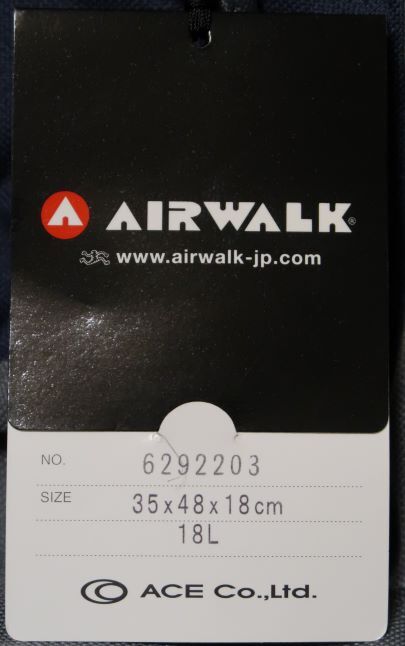 AIRWALK®
www.airwalk-jp.com
NO. 6292203
SIZE 35x48x18cm
18L
ACE Co.,Ltd.